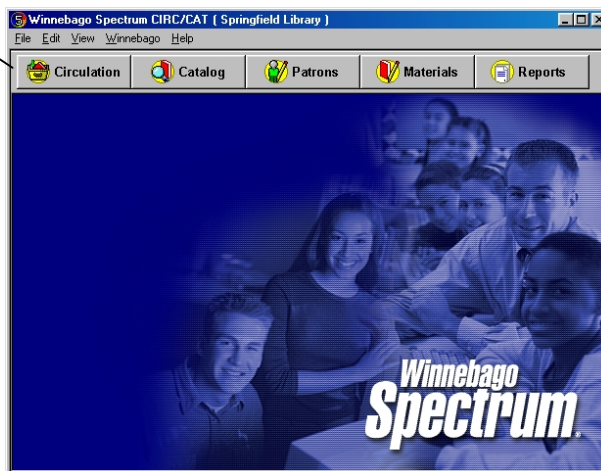 Winnebago Spectrum CIRC/CAT ( Springfield Library )
File Edit View Winnebago Help
Circulation Catalog Patrons Materials Reports
Winnebago
Spectrum.